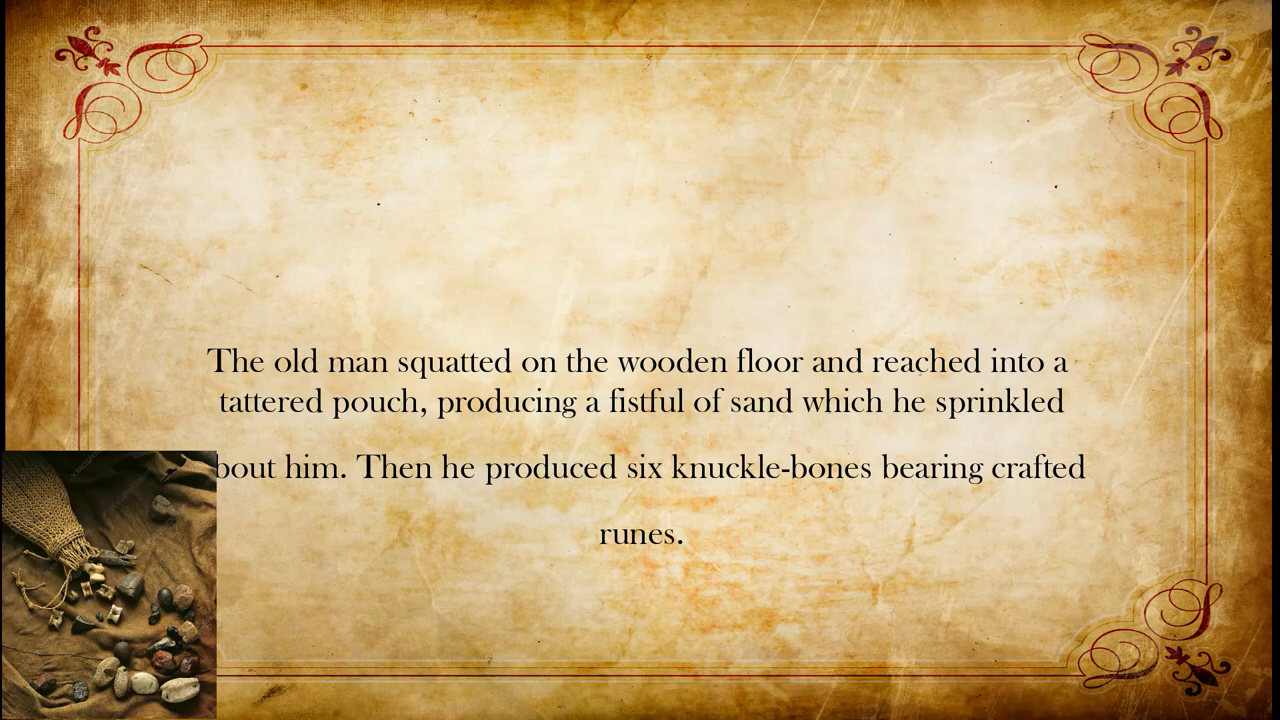 The old man squatted on the wooden floor and reached into a
tattered pouch, producing a fistful of sand which he sprinkled
bout him. Then he produced six knuckle-bones bearing crafted
runes.